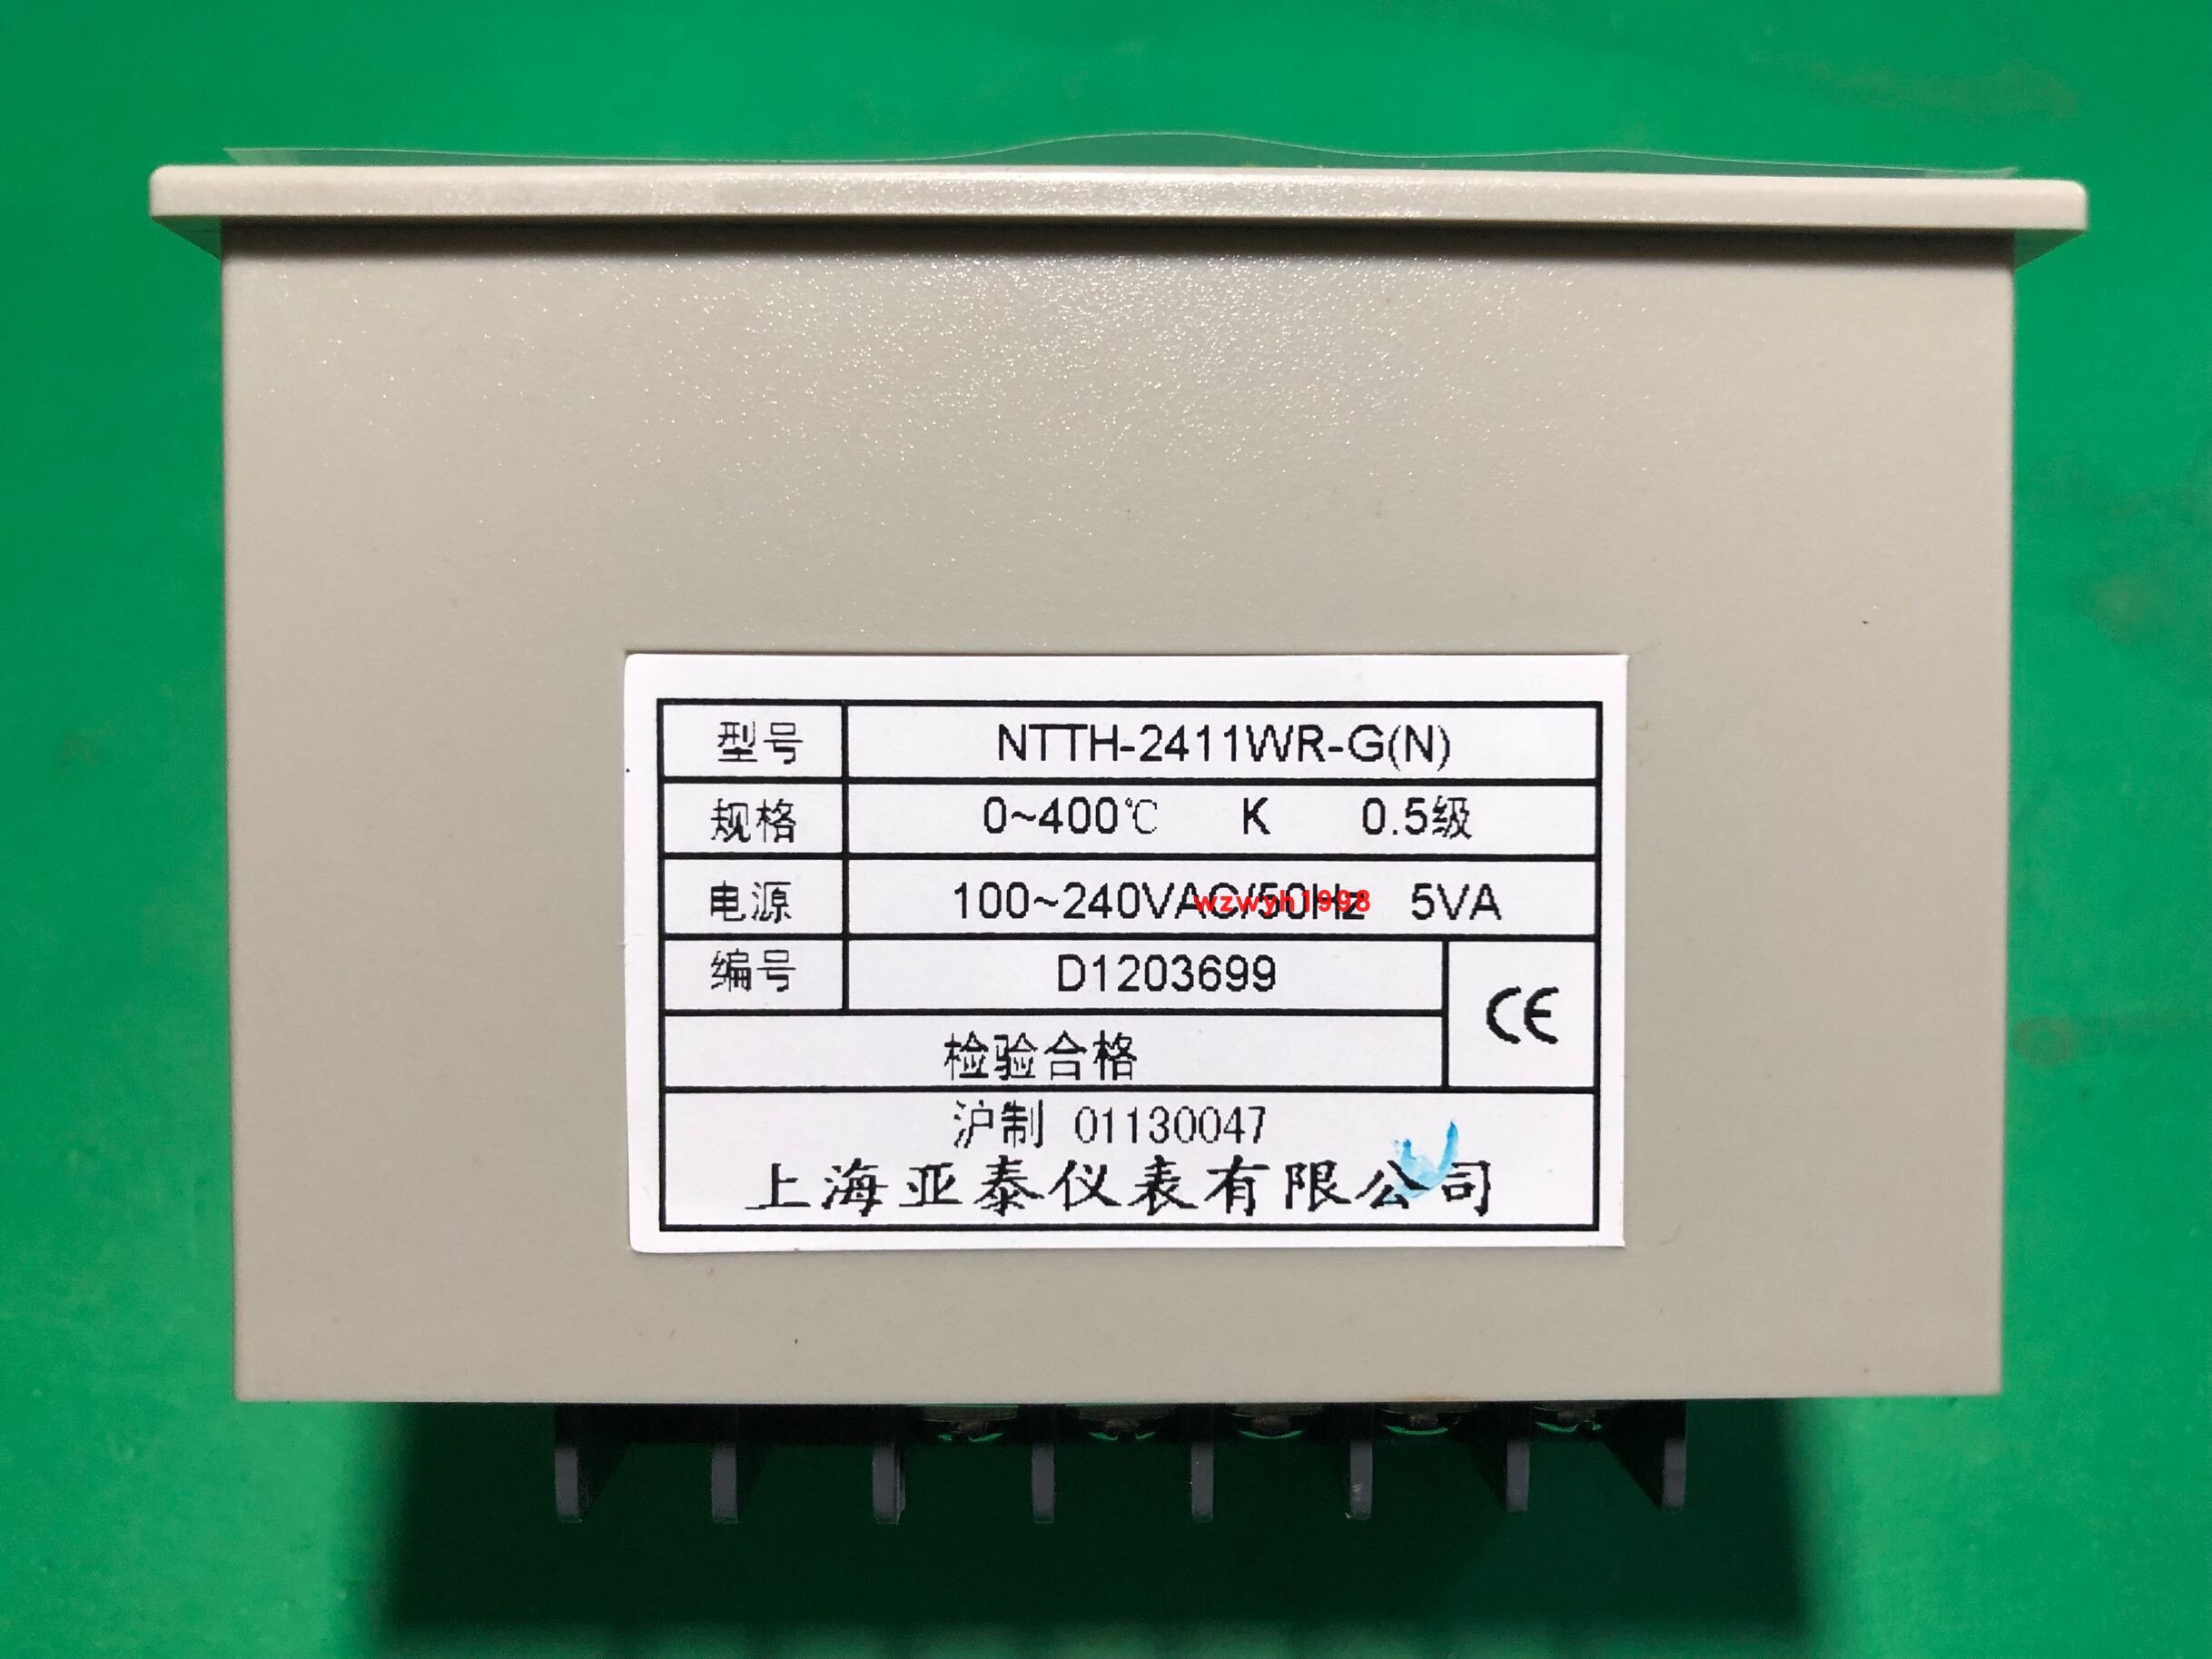 型号 NTTH-2411WR-G(N)
规格 0~400℃ K 0.5级
电源 100~240VAC/50Hz 5VA
wzwyh1998
编号 D1203699
CE
检验合格
沪制 01130047
上海亚泰仪表有限公司